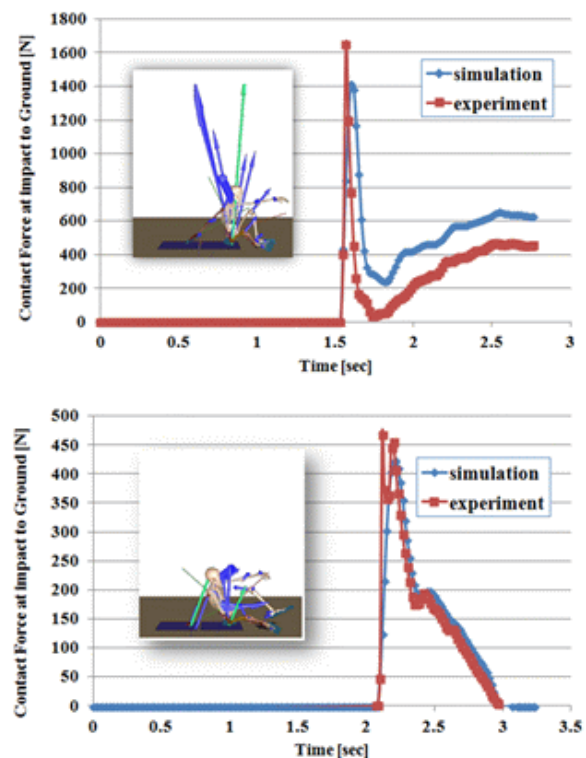 Contact Force at Impact to Ground [N]
1800
1600
1400
1200
1000
800
600
400
200
0
simulation
experiment
0 0.5 1 1.5 2 2.5 3
Time [sec]
Contact Force at Impact to Ground [N]
500
450
400
350
300
250
200
150
100
50
0
simulation
experiment
0 0.5 1 1.5 2 2.5 3 3.5
Time [sec]